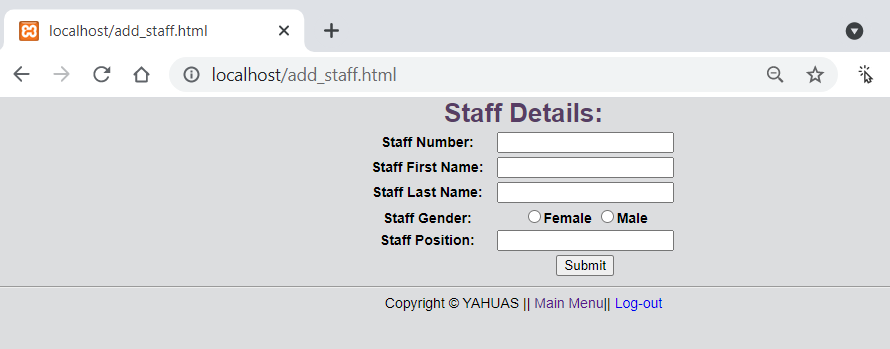 localhost/add_staff.html
localhost/add_staff.html
Staff Details:
Staff Number:
Staff First Name:
Staff Last Name:
Staff Gender: Female Male
Staff Position:
Submit
Copyright © YAHUAS || Main Menu|| Log-out